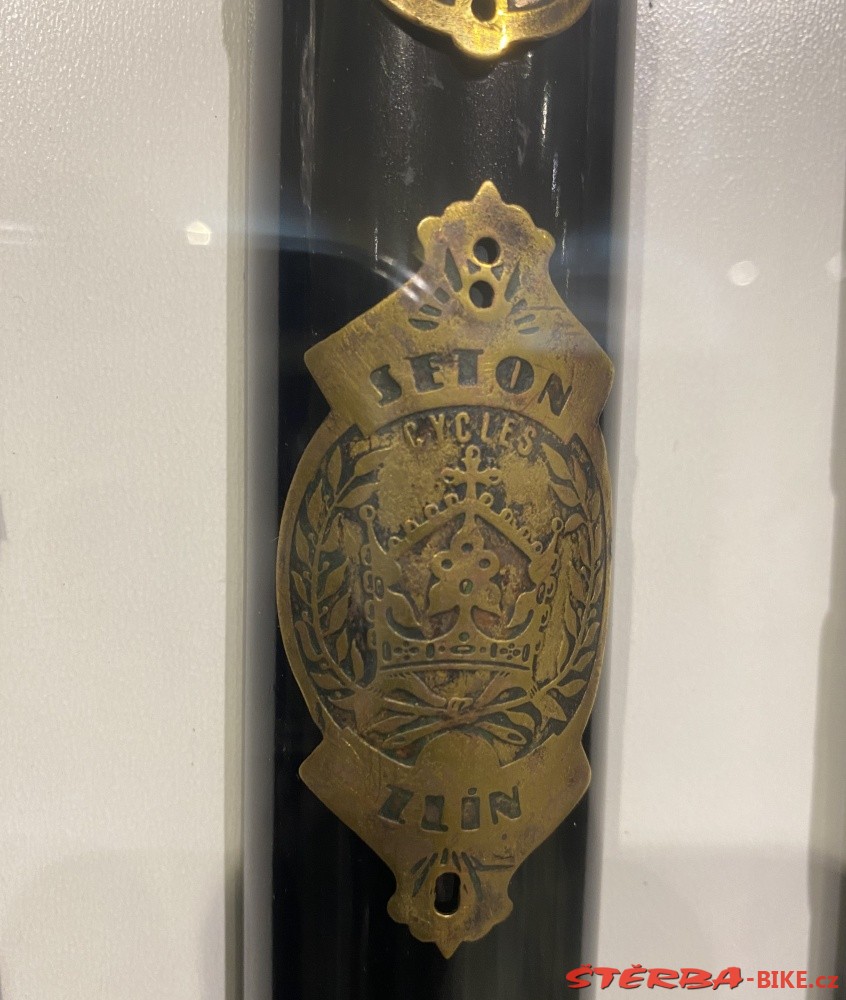 SETON
CYCLES
ZLÍN
ŠTĚRBA-BIKE.cz